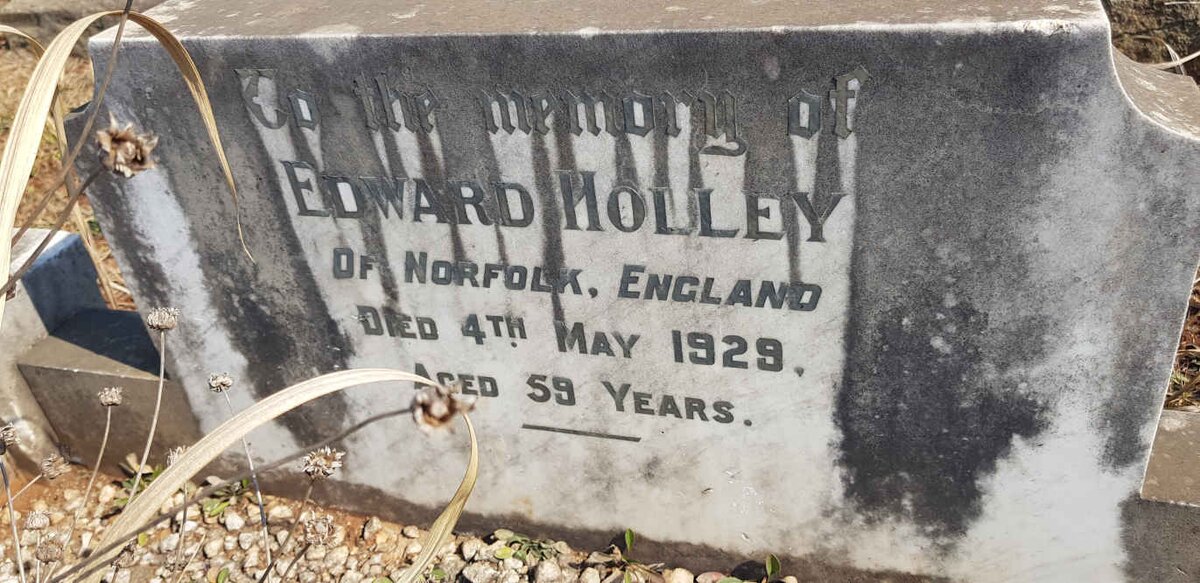 To the memory of
EDWARD HOLLEY
OF NORFOLK, ENGLAND
DIED 4TH MAY 1929,
AGED 59 YEARS.